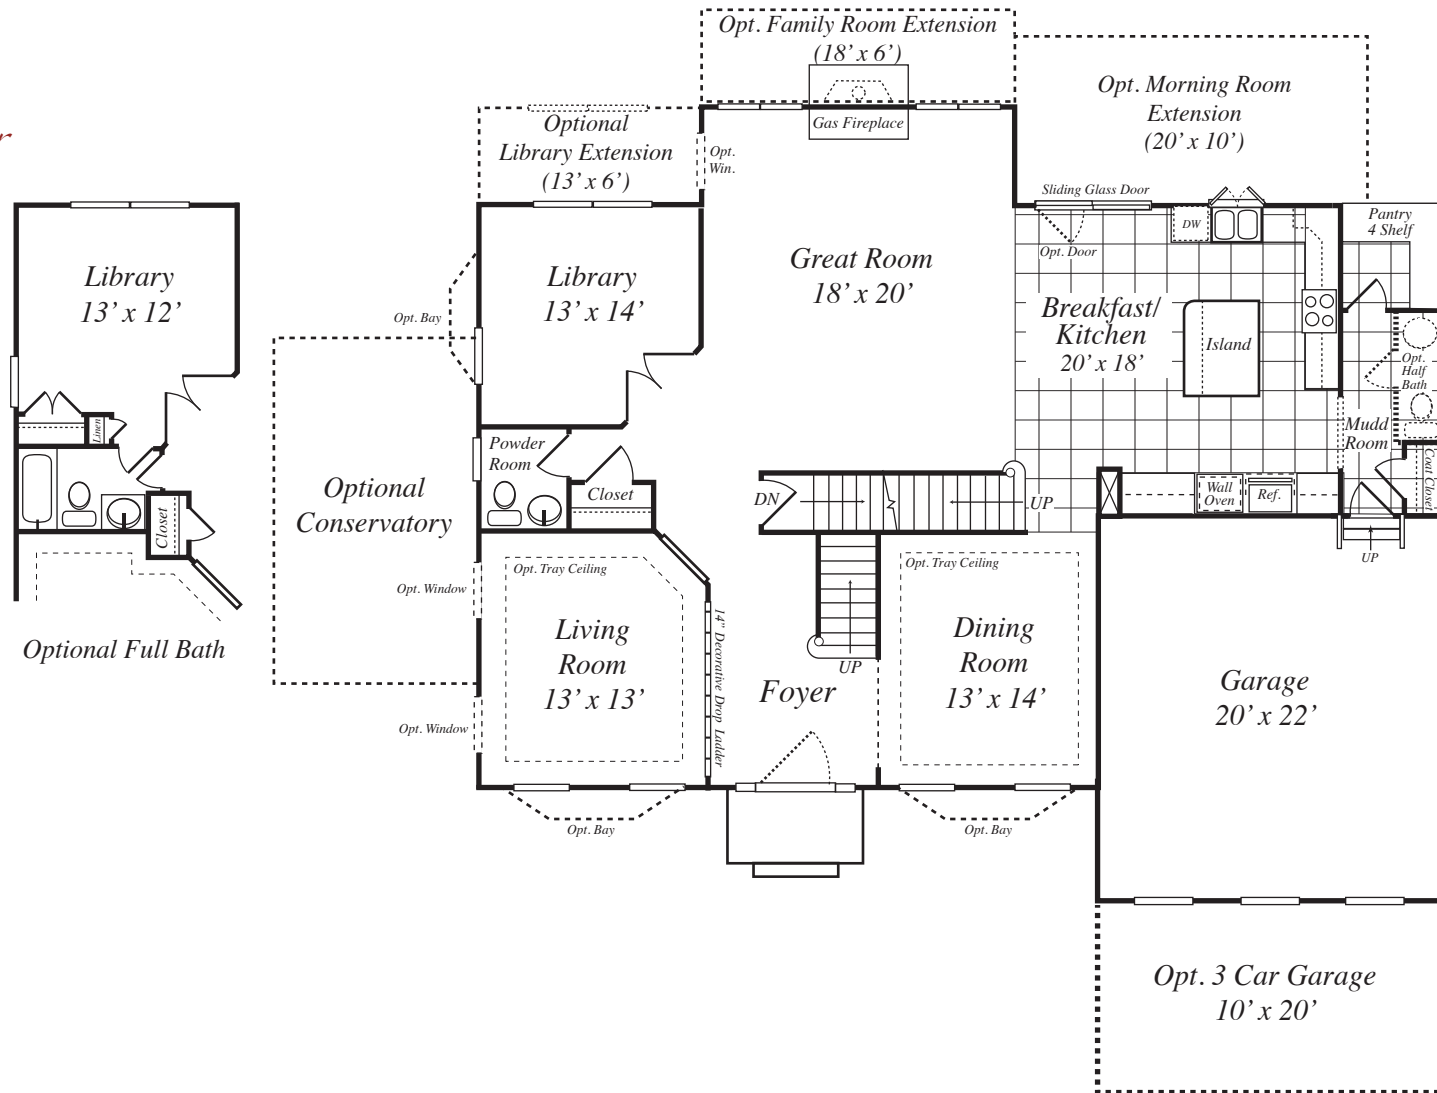 Opt. Family Room Extension
(18’ x 6’)
Gas Fireplace
Opt. Morning Room
Extension
(20’ x 10’)
Optional
Library Extension
(13’ x 6’)
Opt.
Win.
Sliding Glass Door
DW
Opt. Door
Pantry
4 Shelf
Library
13’ x 12’
Linen
Closet
Optional Full Bath
Library
13’ x 14’
Opt. Bay
Great Room
18’ x 20’
Breakfast/
Kitchen
20’ x 18’
Island
Opt.
Half
Bath
Mudd
Room
Coat Closet
Powder
Room
Closet
Optional
Conservatory
DN
UP
Wall
Oven
Ref.
UP
Opt. Window
Opt. Tray Ceiling
Living
Room
13’ x 13’
Opt. Window
14" Decorative Drop Ladder
UP
Foyer
Opt. Tray Ceiling
Dining
Room
13’ x 14’
Garage
20’ x 22’
Opt. Bay
Opt. Bay
Opt. 3 Car Garage
10’ x 20’